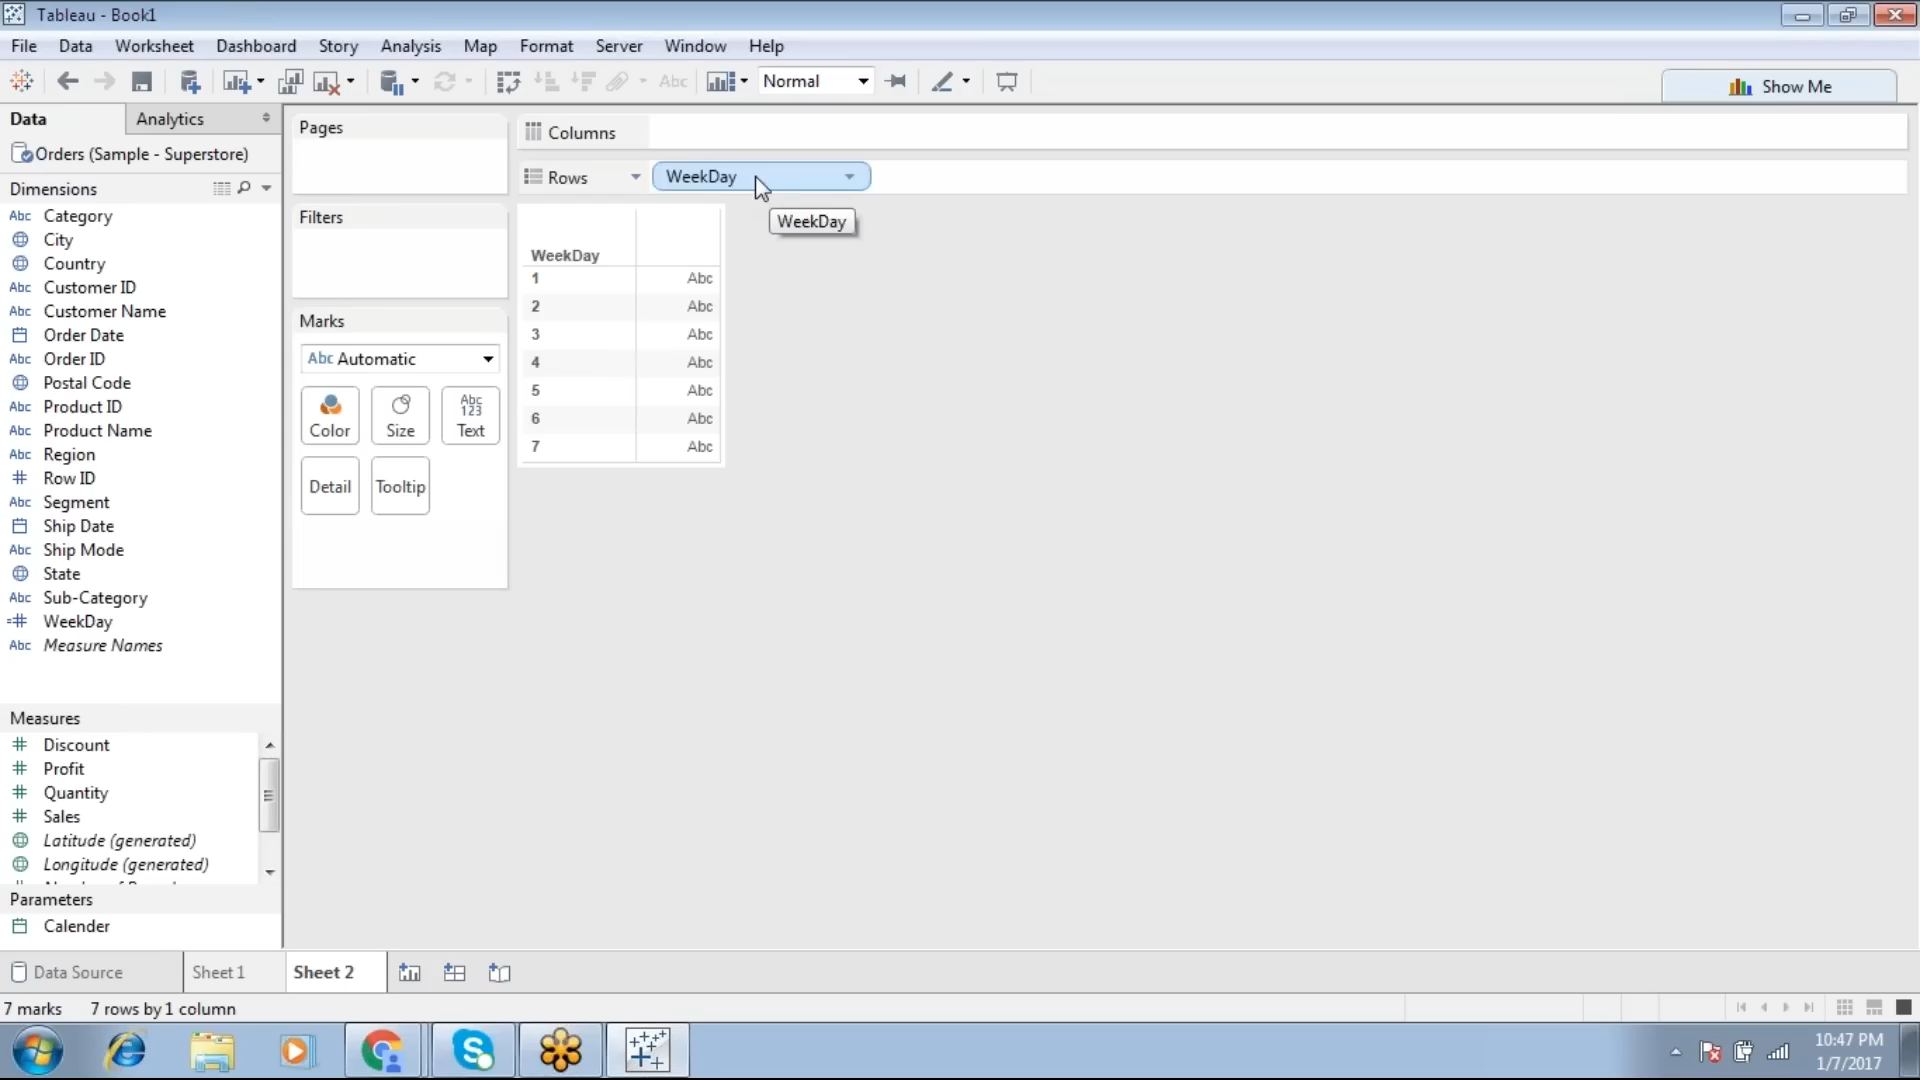 Tableau - Book1
File Data Worksheet Dashboard Story Analysis Map Format Server Window Help
Abc Normal Show Me
Data Analytics
Orders (Sample - Superstore)
Dimensions
Abc Category
City
Country
Abc Customer ID
Abc Customer Name
Order Date
Abc Order ID
Postal Code
Abc Product ID
Abc Product Name
Abc Region
# Row ID
Abc Segment
Ship Date
Abc Ship Mode
State
Abc Sub-Category
=# WeekDay
Abc Measure Names
Measures
# Discount
# Profit
# Quantity
# Sales
Latitude (generated)
Longitude (generated)
Parameters
Calender
Pages
Filters
Marks
Abc Automatic
Color Size Abc 123 Text
Detail Tooltip
Columns
Rows WeekDay
WeekDay
WeekDay
1 Abc
2 Abc
3 Abc
4 Abc
5 Abc
6 Abc
7 Abc
Data Source Sheet 1 Sheet 2
7 marks 7 rows by 1 column
10:47 PM
1/7/2017